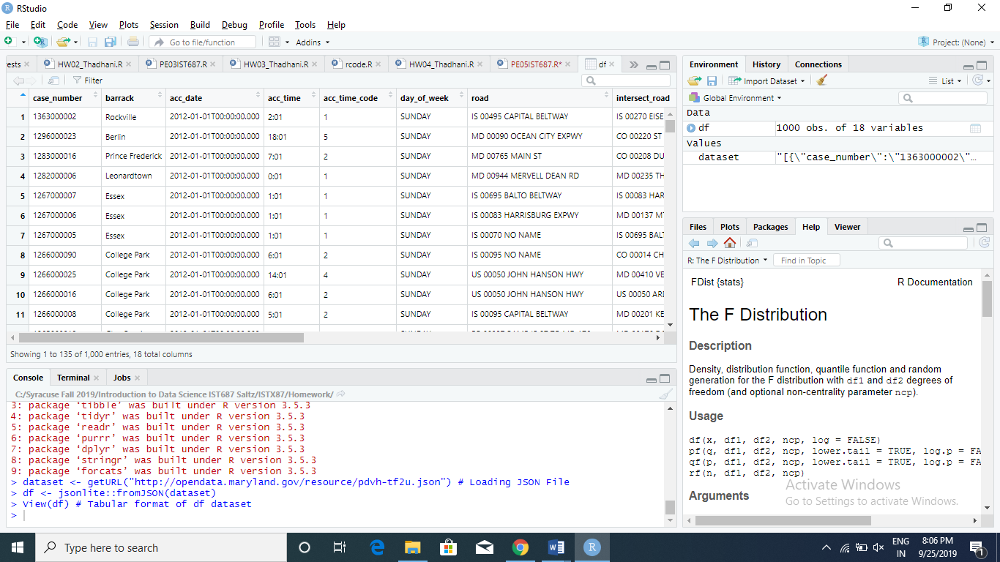 RStudio
File Edit Code View Plots Session Build Debug Profile Tools Help
Go to file/function Addins Project: (None)
ests HW02_Thadhani.R PE03IST687.R HW03_Thadhani.R rcode.R HW04_Thadhani.R PE05IST687.R* df
Filter
case_number barrack acc_date acc_time acc_time_code day_of_week road intersect_road
1 1363000002 Rockville 2012-01-01T00:00:00.000 2:01 1 SUNDAY IS 00495 CAPITAL BELTWAY IS 00270 EISE
2 1296000023 Berlin 2012-01-01T00:00:00.000 18:01 5 SUNDAY MD 00090 OCEAN CITY EXPWY CO 00220 ST
3 1283000016 Prince Frederick 2012-01-01T00:00:00.000 7:01 2 SUNDAY MD 00765 MAIN ST CO 00208 DU
4 1282000006 Leonardtown 2012-01-01T00:00:00.000 0:01 1 SUNDAY MD 00944 MERVELL DEAN RD MD 00235 TH
5 1267000007 Essex 2012-01-01T00:00:00.000 1:01 1 SUNDAY IS 00695 BALTO BELTWAY IS 00083 HAR
6 1267000006 Essex 2012-01-01T00:00:00.000 1:01 1 SUNDAY IS 00083 HARRISBURG EXPWY MD 00137 MT
7 1267000005 Essex 2012-01-01T00:00:00.000 1:01 1 SUNDAY IS 00070 NO NAME IS 00695 BALT
8 1266000090 College Park 2012-01-01T00:00:00.000 6:01 2 SUNDAY IS 00095 NO NAME CO 00014 CH
9 1266000025 College Park 2012-01-01T00:00:00.000 14:01 4 SUNDAY US 00050 JOHN HANSON HWY MD 00410 VE
10 1266000016 College Park 2012-01-01T00:00:00.000 6:01 2 SUNDAY US 00050 JOHN HANSON HWY US 00050 ARI
11 1266000008 College Park 2012-01-01T00:00:00.000 5:01 2 SUNDAY IS 00095 CAPITAL BELTWAY MD 00201 KE
Showing 1 to 135 of 1,000 entries, 18 total columns
Console Terminal Jobs
C:/Syracuse Fall 2019/Introduction to Data Science IST687/ISTX87/Homework/
3: package ‘tibble’ was built under R version 3.5.3
4: package ‘tidyr’ was built under R version 3.5.3
5: package ‘readr’ was built under R version 3.5.3
6: package ‘purrr’ was built under R version 3.5.3
7: package ‘dplyr’ was built under R version 3.5.3
8: package ‘stringr’ was built under R version 3.5.3
9: package ‘forcats’ was built under R version 3.5.3
> dataset <- getURL("http://opendata.maryland.gov/resource/pdvh-tf2u.json") # Loading JSON File
> df <- jsonlite::fromJSON(dataset)
> View(df) # Tabular format of df dataset
>
Environment History Connections
Import Dataset List
Global Environment
Data
df 1000 obs. of 18 variables
Values
dataset "[{\"case_number\":\"1363000002\"…
Files Plots Packages Help Viewer
R: The F Distribution Find in Topic
FDist {stats} R Documentation
The F Distribution
Description
Density, distribution function, quantile function and random
generation for the F distribution with df1 and df2 degrees of
freedom (and optional non-centrality parameter ncp).
Usage
df(x, df1, df2, ncp, log = FALSE)
pf(q, df1, df2, ncp, lower.tail = TRUE, log.p = FA
qf(p, df1, df2, ncp, lower.tail = TRUE, log.p = FA
rf(n, df1, df2, ncp)
Arguments
Activate Windows
Go to Settings to activate Windows.
Type here to search
ENG
IN
8:06 PM
9/25/2019
1